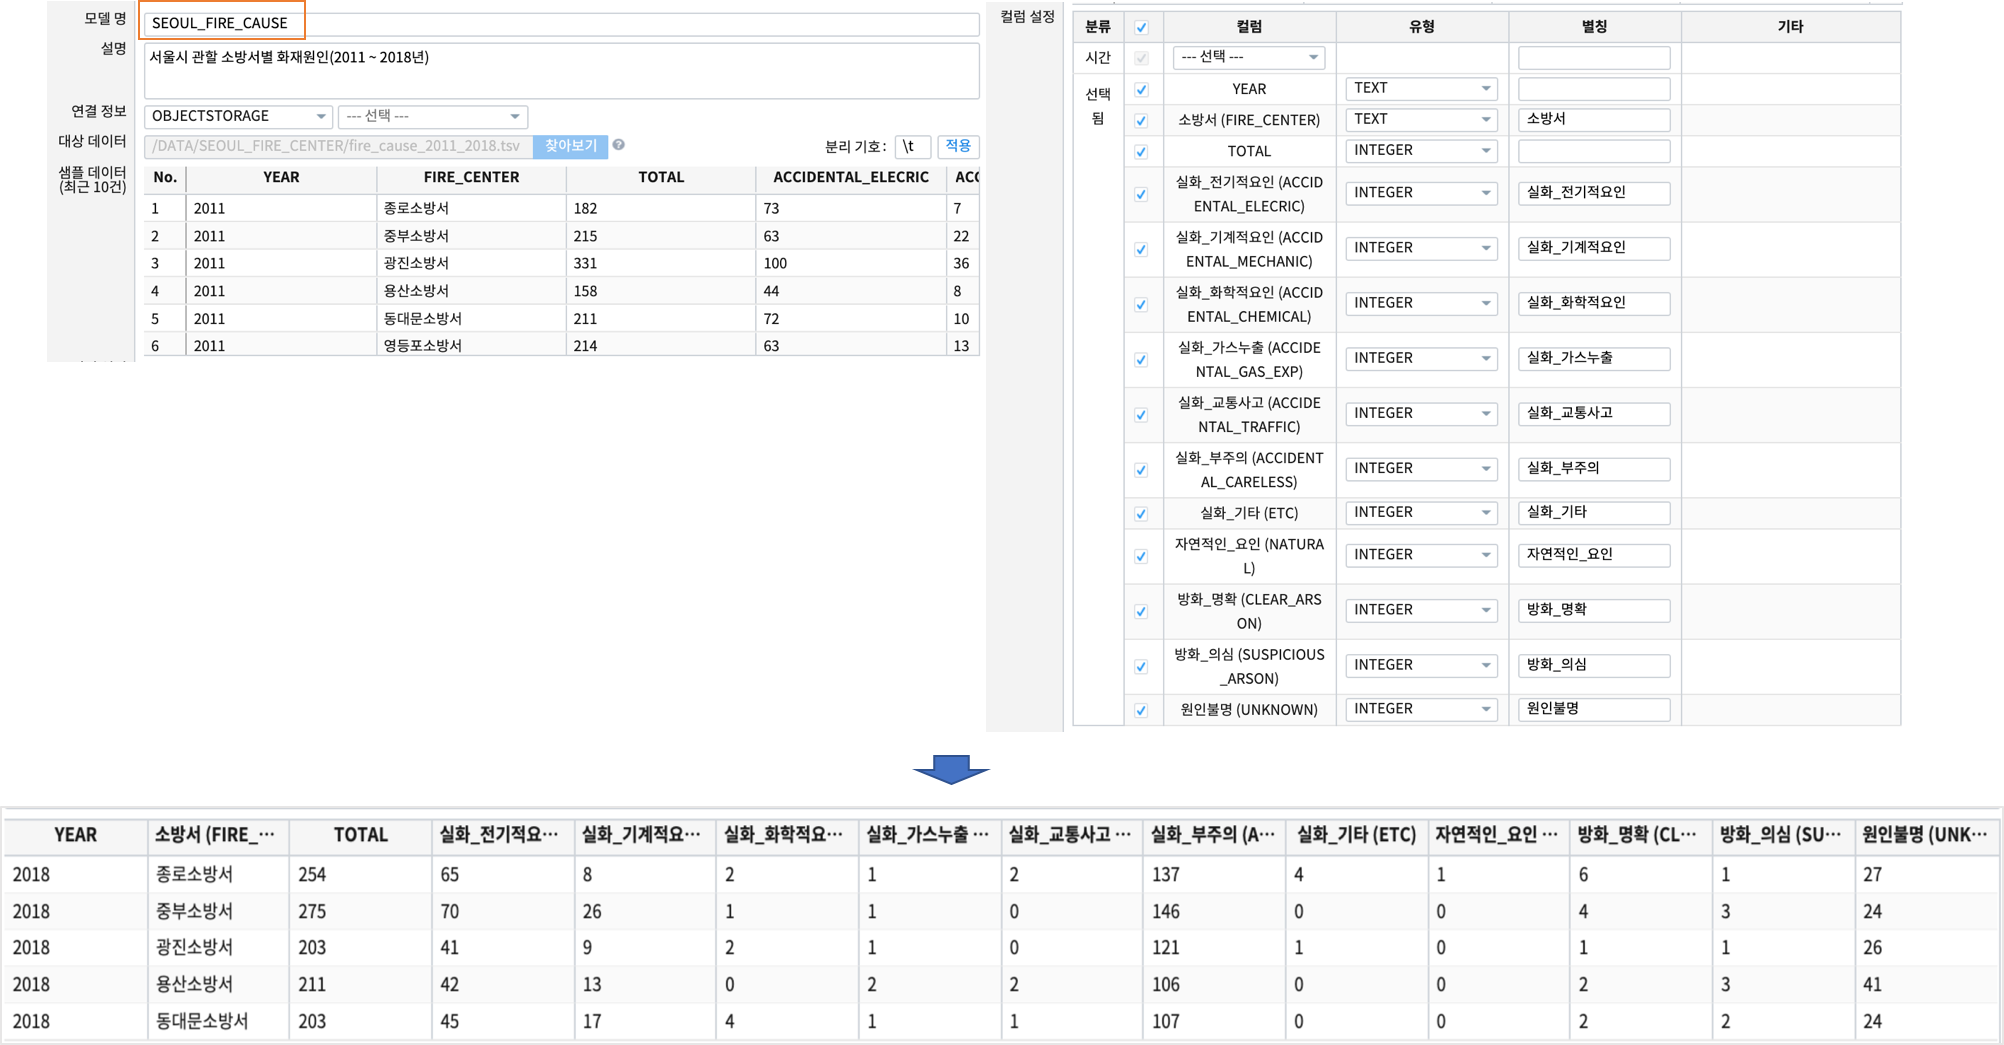 모델 명 SEOUL_FIRE_CAUSE
설명 서울시 관할 소방서별 화재원인(2011 ~ 2018년)
연결 정보 OBJECTSTORAGE --- 선택 ---
대상 데이터 /DATA/SEOUL_FIRE_CENTER/fire_cause_2011_2018.tsv 찾아보기 ? 분리 기호: \t 적용
샘플 데이터
(최근 10건)
No. YEAR FIRE_CENTER TOTAL ACCIDENTAL_ELECRIC ACC
1 2011 종로소방서 182 73 7
2 2011 중부소방서 215 63 22
3 2011 광진소방서 331 100 36
4 2011 용산소방서 158 44 8
5 2011 동대문소방서 211 72 10
6 2011 영등포소방서 214 63 13
컬럼 설정
분류 컬럼 유형 별칭 기타
시간 --- 선택 ---
선택
됨
YEAR TEXT
소방서 (FIRE_CENTER) TEXT 소방서
TOTAL INTEGER
실화_전기적요인 (ACCID
ENTAL_ELECRIC) INTEGER 실화_전기적요인
실화_기계적요인 (ACCID
ENTAL_MECHANIC) INTEGER 실화_기계적요인
실화_화학적요인 (ACCID
ENTAL_CHEMICAL) INTEGER 실화_화학적요인
실화_가스누출 (ACCIDE
NTAL_GAS_EXP) INTEGER 실화_가스누출
실화_교통사고 (ACCIDE
NTAL_TRAFFIC) INTEGER 실화_교통사고
실화_부주의 (ACCIDENT
AL_CARELESS) INTEGER 실화_부주의
실화_기타 (ETC) INTEGER 실화_기타
자연적인_요인 (NATURA
L) INTEGER 자연적인_요인
방화_명확 (CLEAR_ARS
ON) INTEGER 방화_명확
방화_의심 (SUSPICIOUS
_ARSON) INTEGER 방화_의심
원인불명 (UNKNOWN) INTEGER 원인불명
YEAR 소방서 (FIRE_··· TOTAL 실화_전기적요··· 실화_기계적요··· 실화_화학적요··· 실화_가스누출 ··· 실화_교통사고 ··· 실화_부주의 (A··· 실화_기타 (ETC) 자연적인_요인 ··· 방화_명확 (CL··· 방화_의심 (SU··· 원인불명 (UNK···
2018 종로소방서 254 65 8 2 1 2 137 4 1 6 1 27
2018 중부소방서 275 70 26 1 1 0 146 0 0 4 3 24
2018 광진소방서 203 41 9 2 1 0 121 1 0 1 1 26
2018 용산소방서 211 42 13 0 2 2 106 0 0 2 3 41
2018 동대문소방서 203 45 17 4 1 1 107 0 0 2 2 24